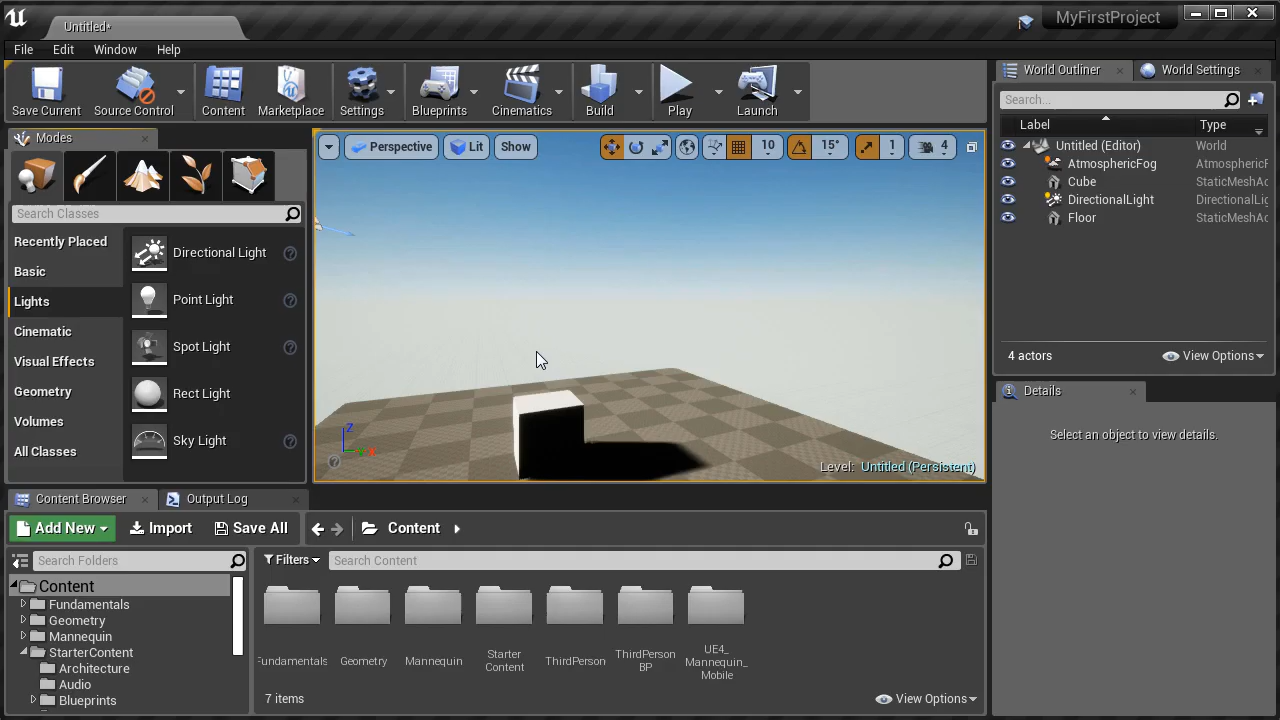 Untitled*
MyFirstProject
File Edit Window Help
Save Current
Source Control
Content
Marketplace
Settings
Blueprints
Cinematics
Build
Play
Launch
Modes
Search Classes
Recently Placed
Basic
Lights
Cinematic
Visual Effects
Geometry
Volumes
All Classes
Directional Light
Point Light
Spot Light
Rect Light
Sky Light
Perspective
Lit
Show
10
15°
1
4
Z
Level: Untitled (Persistent)
World Outliner
World Settings
Search...
Label Type
Untitled (Editor) World
AtmosphericFog AtmosphericF
Cube StaticMeshAc
DirectionalLight DirectionalLig
Floor StaticMeshAc
4 actors
View Options
Details
Select an object to view details.
Content Browser
Output Log
Add New
Import
Save All
Content
Search Folders
Content
Fundamentals
Geometry
Mannequin
StarterContent
Architecture
Audio
Blueprints
Filters
Search Content
Fundamentals
Geometry
Mannequin
Starter
Content
ThirdPerson
ThirdPerson
BP
UE4_
Mannequin_
Mobile
7 items
View Options